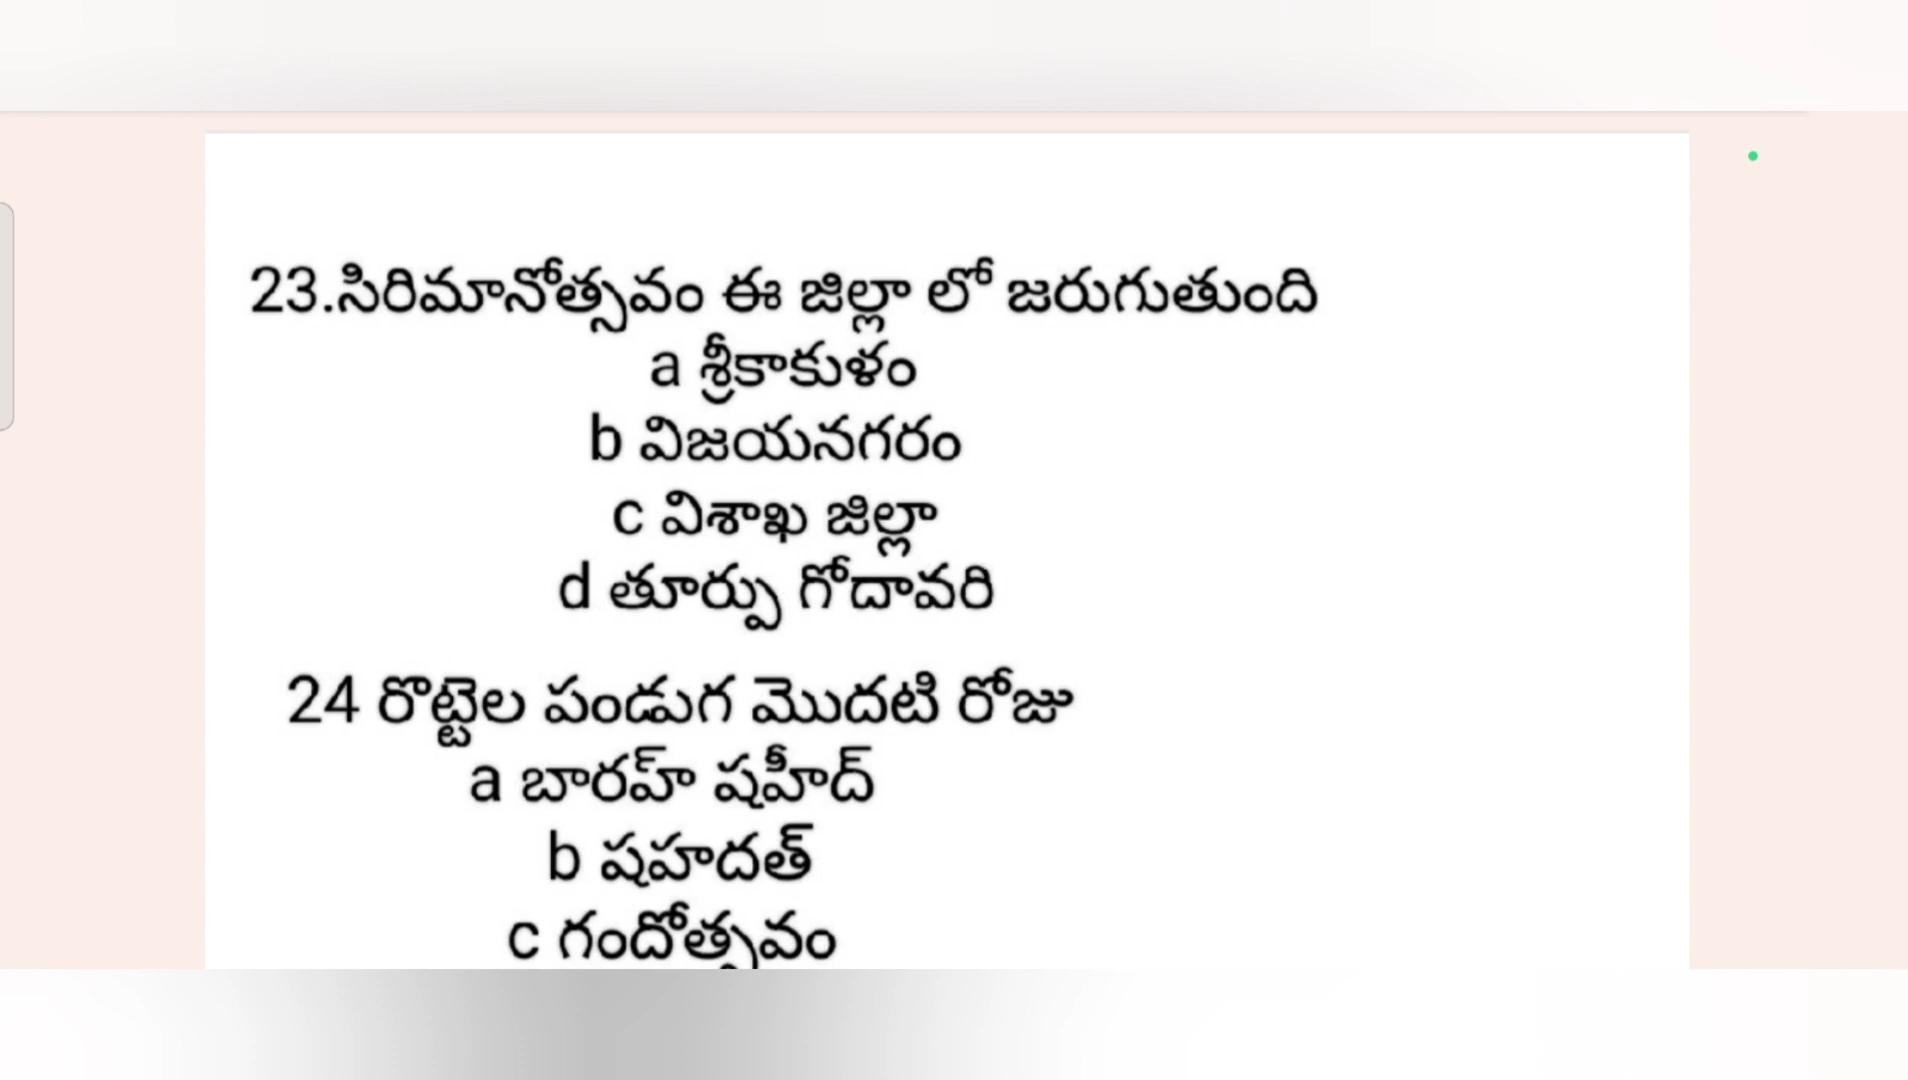 23.సిరిమానోత్సవం ఈ జిల్లా లో జరుగుతుంది
a శ్రీకాకుళం
b విజయనగరం
c విశాఖ జిల్లా
d తూర్పు గోదావరి
24 రొట్టెల పండుగ మొదటి రోజు
a బారహ్ షహీద్
b షహదత్
c గందోత్సవం